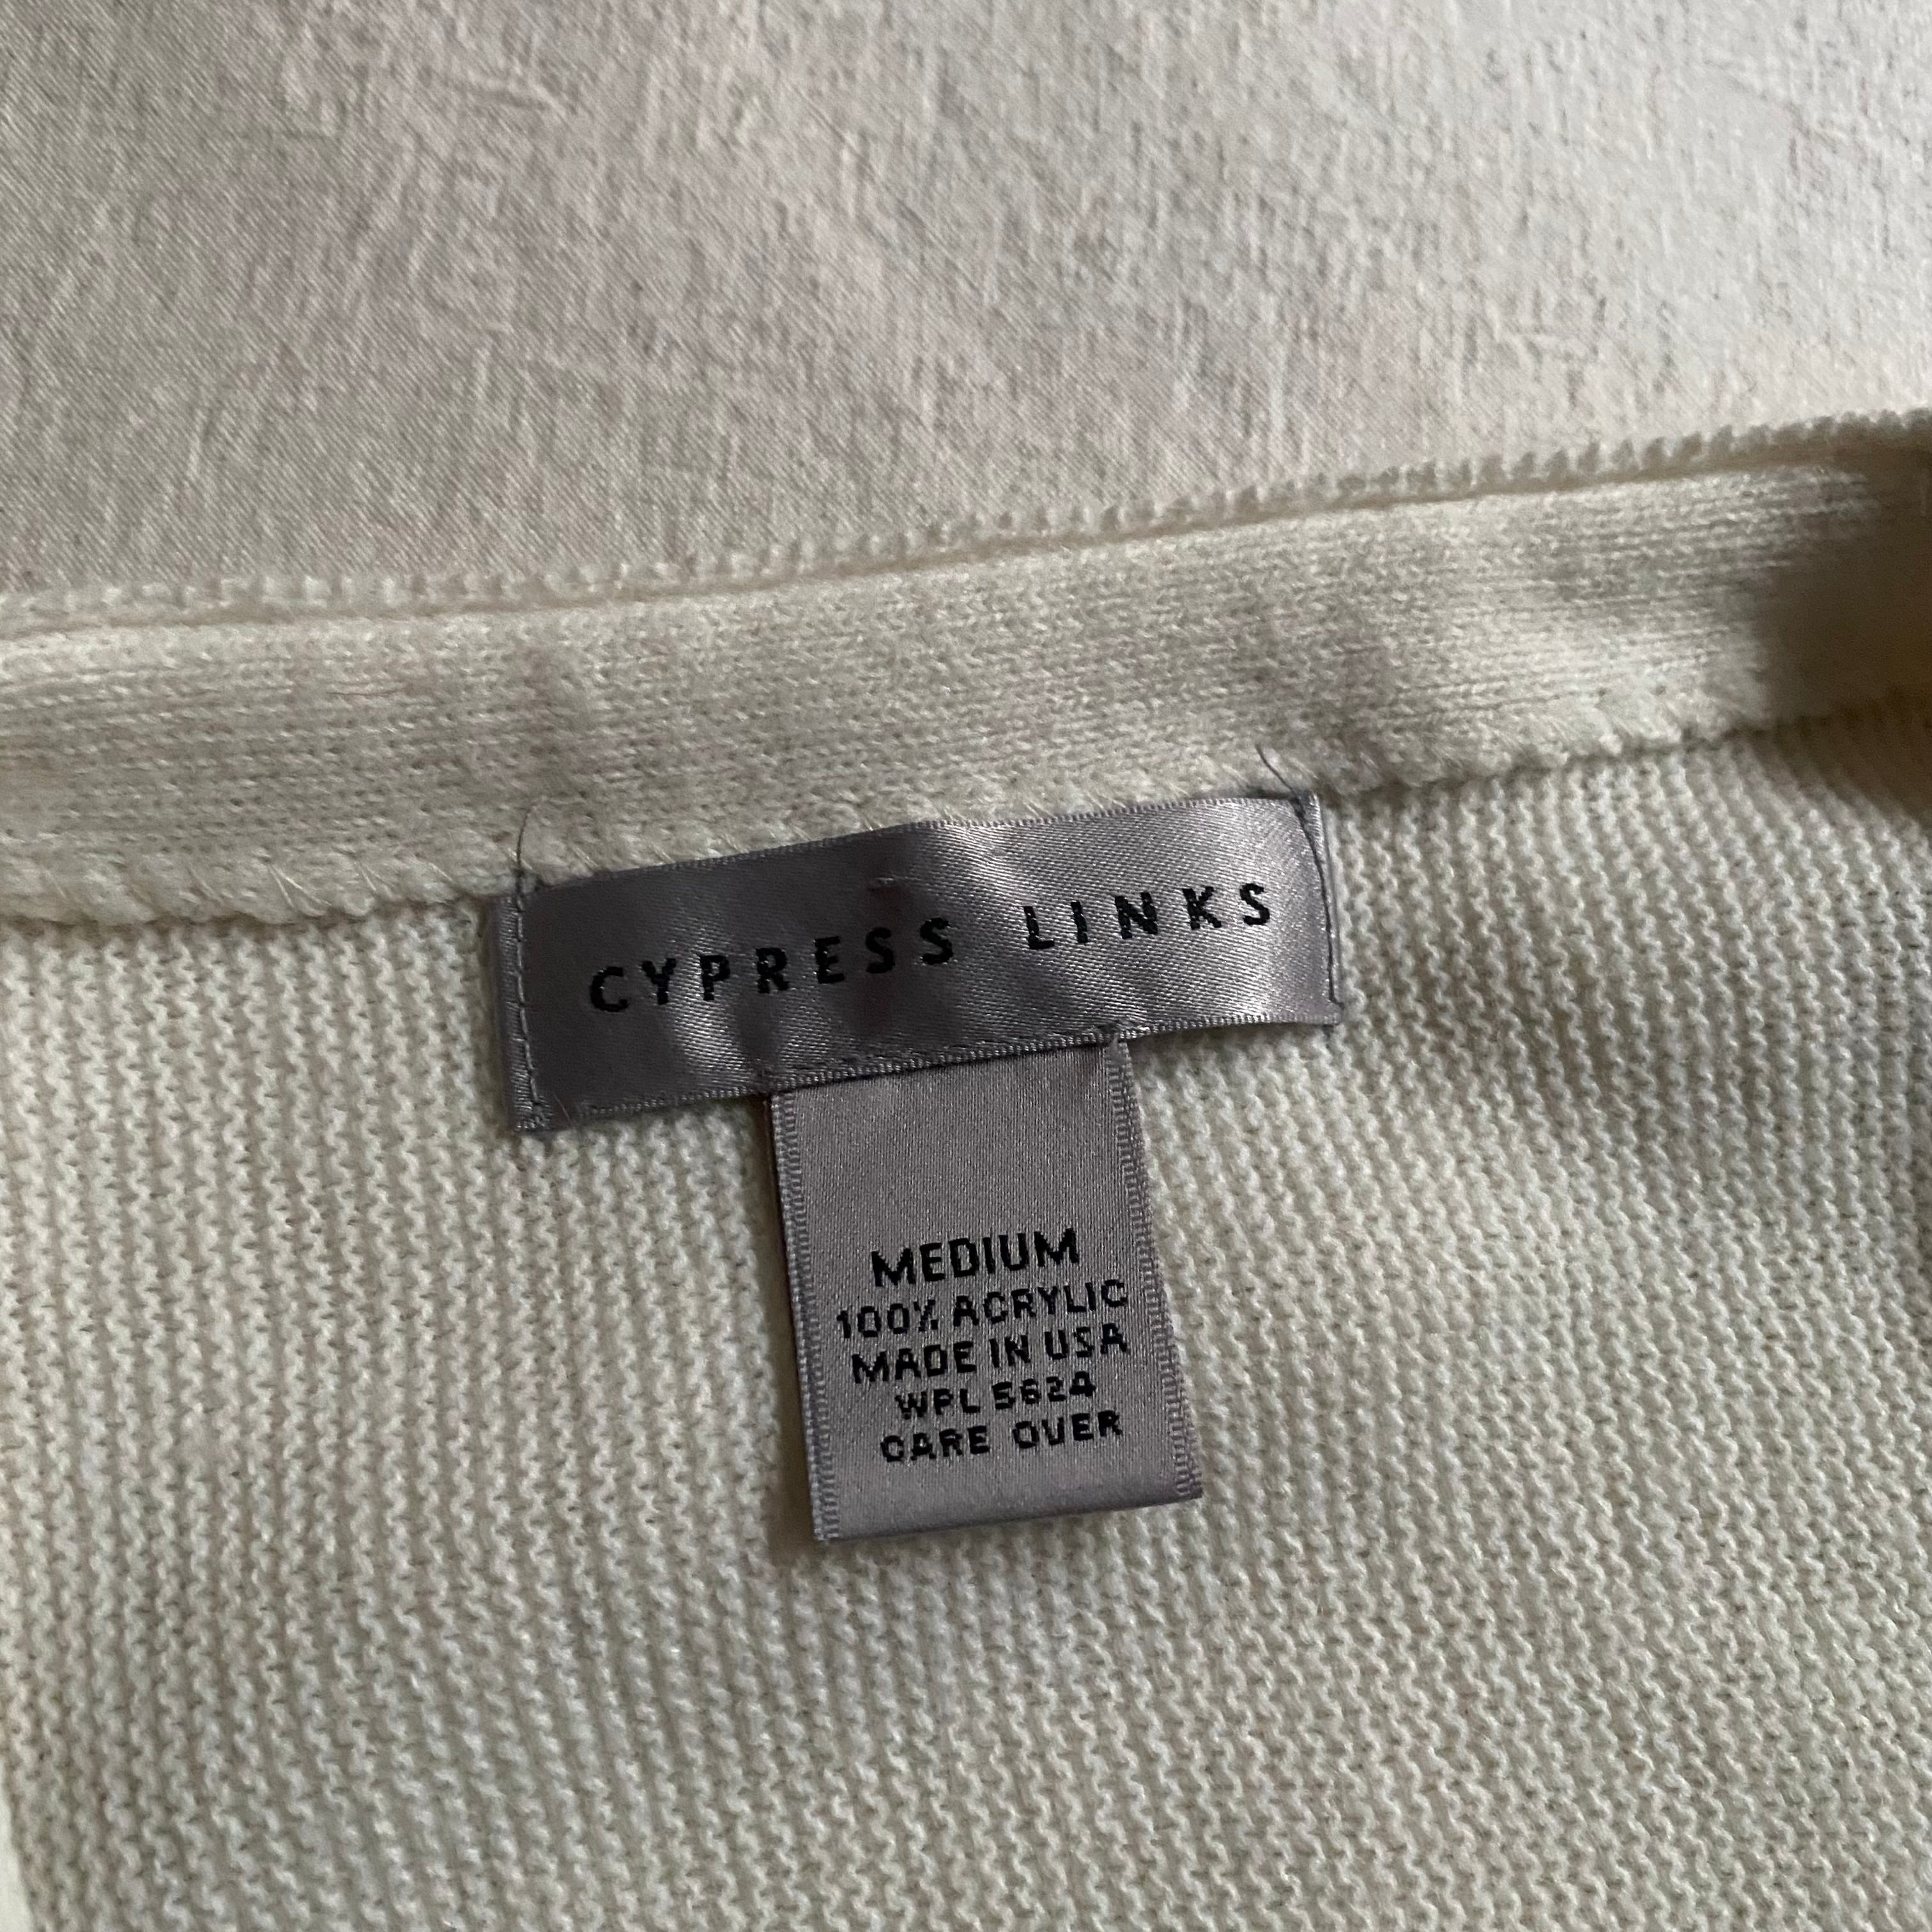 CYPRESS LINKS
MEDIUM
100% ACRYLIC
MADE IN USA
WPL 5624
CARE OVER